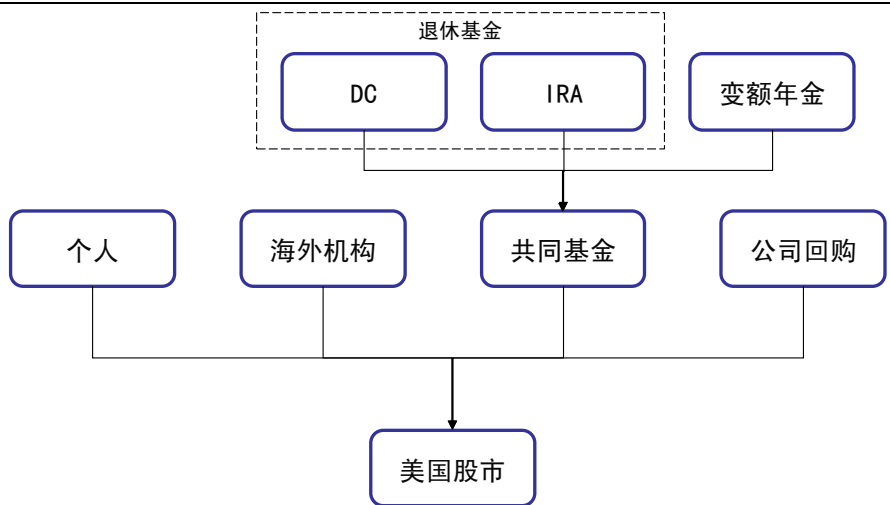 退休基金
DC
IRA
变额年金
个人
海外机构
共同基金
公司回购
美国股市